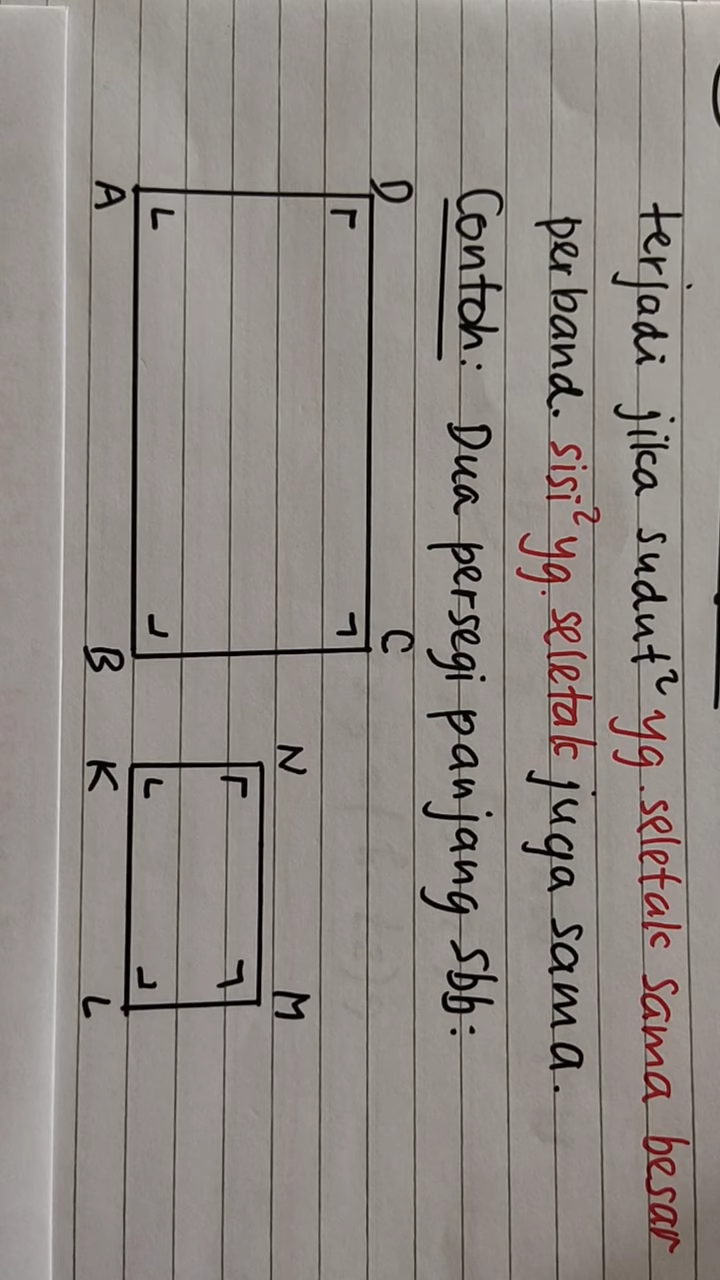 terjadi jika sudut² yg. seletak sama besar
perband. sisi² yg. seletak juga sama.
Contoh: Dua persegi panjang sbb:
D C
N M
A B K L